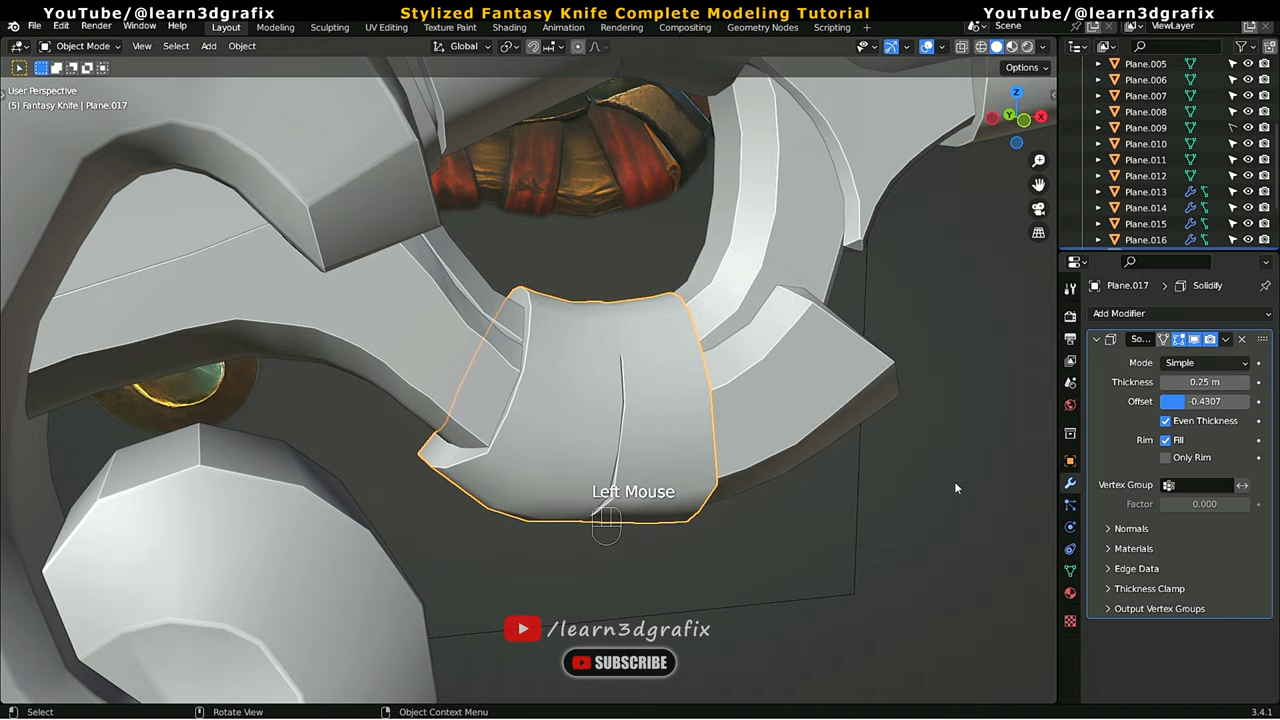 YouTube/@learn3dgrafix
Stylized Fantasy Knife Complete Modeling Tutorial
YouTube/@learn3dgrafix
File Edit Render Window Help
Layout Modeling Sculpting UV Editing Texture Paint Shading Animation Rendering Compositing Geometry Nodes Scripting +
Scene
ViewLayer
Object Mode View Select Add Object
Global
Options
User Perspective
(5) Fantasy Knife | Plane.017
Z
Y
X
Plane.005
Plane.006
Plane.007
Plane.008
Plane.009
Plane.010
Plane.011
Plane.012
Plane.013
Plane.014
Plane.015
Plane.016
Plane.017 > Solidify
Add Modifier
So...
Mode Simple
Thickness 0.25 m
Offset -0.4307
Even Thickness
Rim Fill
Only Rim
Vertex Group
Factor 0.000
Normals
Materials
Edge Data
Thickness Clamp
Output Vertex Groups
Left Mouse
/learn3dgrafix
SUBSCRIBE
Select Rotate View Object Context Menu 3.4.1